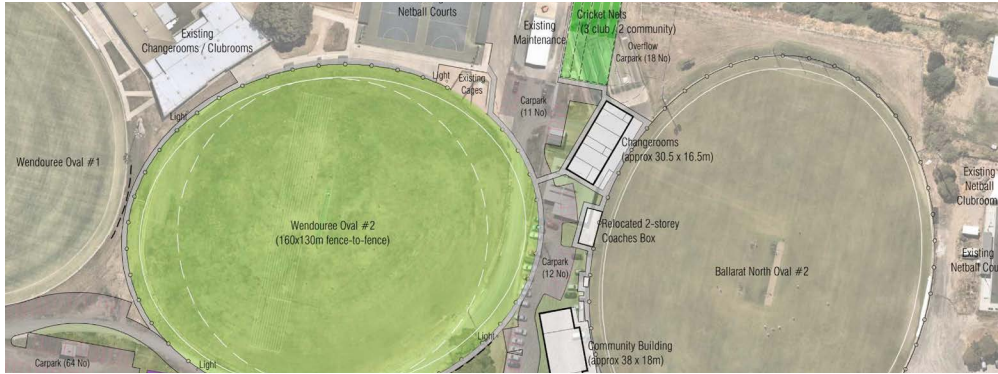 Netball Courts
Existing
Changerooms / Clubrooms
Existing
Maintenance
Cricket Nets
(3 club / 2 community)
Overflow
Carpark (18 No)
Light
Existing
Cages
Carpark
(11 No)
Light
Changerooms
(approx 30.5 x 16.5m)
Wendouree Oval #1
Existing
Netball
Clubroom
Wendouree Oval #2
(160x130m fence-to-fence)
Relocated 2-storey
Coaches Box
Existing
Netball Cou
Carpark
(12 No)
Ballarat North Oval #2
Light
Community Building
(approx 38 x 18m)
Carpark (64 No)
Light